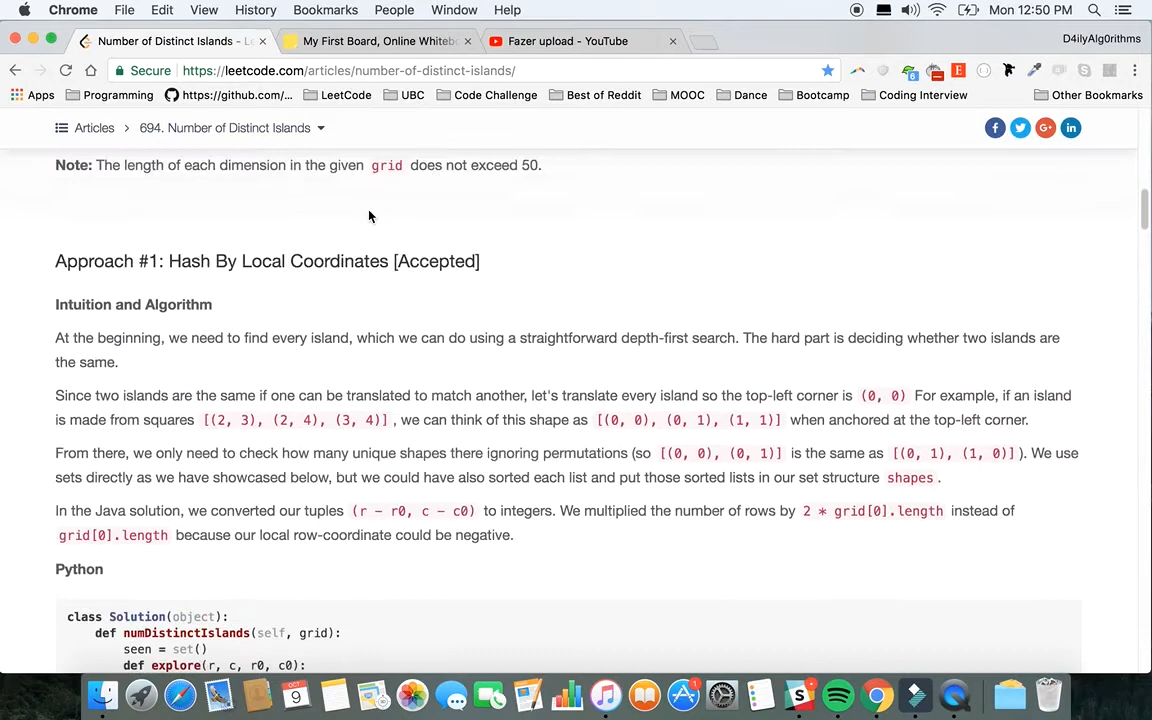 Chrome File Edit View History Bookmarks People Window Help Mon 12:50 PM
Number of Distinct Islands - Le My First Board, Online Whitebo Fazer upload - YouTube D4ilyAlg0rithms
Secure https://leetcode.com/articles/number-of-distinct-islands/ 6
Apps Programming https://github.com/... LeetCode UBC Code Challenge Best of Reddit MOOC Dance Bootcamp Coding Interview Other Bookmarks
Articles > 694. Number of Distinct Islands
Note: The length of each dimension in the given grid does not exceed 50.
Approach #1: Hash By Local Coordinates [Accepted]
Intuition and Algorithm
At the beginning, we need to find every island, which we can do using a straightforward depth-first search. The hard part is deciding whether two islands are
the same.
Since two islands are the same if one can be translated to match another, let's translate every island so the top-left corner is (0, 0) For example, if an island
is made from squares [(2, 3), (2, 4), (3, 4)] , we can think of this shape as [(0, 0), (0, 1), (1, 1)] when anchored at the top-left corner.
From there, we only need to check how many unique shapes there ignoring permutations (so [(0, 0), (0, 1)] is the same as [(0, 1), (1, 0)] ). We use
sets directly as we have showcased below, but we could have also sorted each list and put those sorted lists in our set structure shapes .
In the Java solution, we converted our tuples (r - r0, c - c0) to integers. We multiplied the number of rows by 2 * grid[0].length instead of
grid[0].length because our local row-coordinate could be negative.
Python
class Solution(object):
def numDistinctIslands(self, grid):
seen = set()
def explore(r, c, r0, c0):